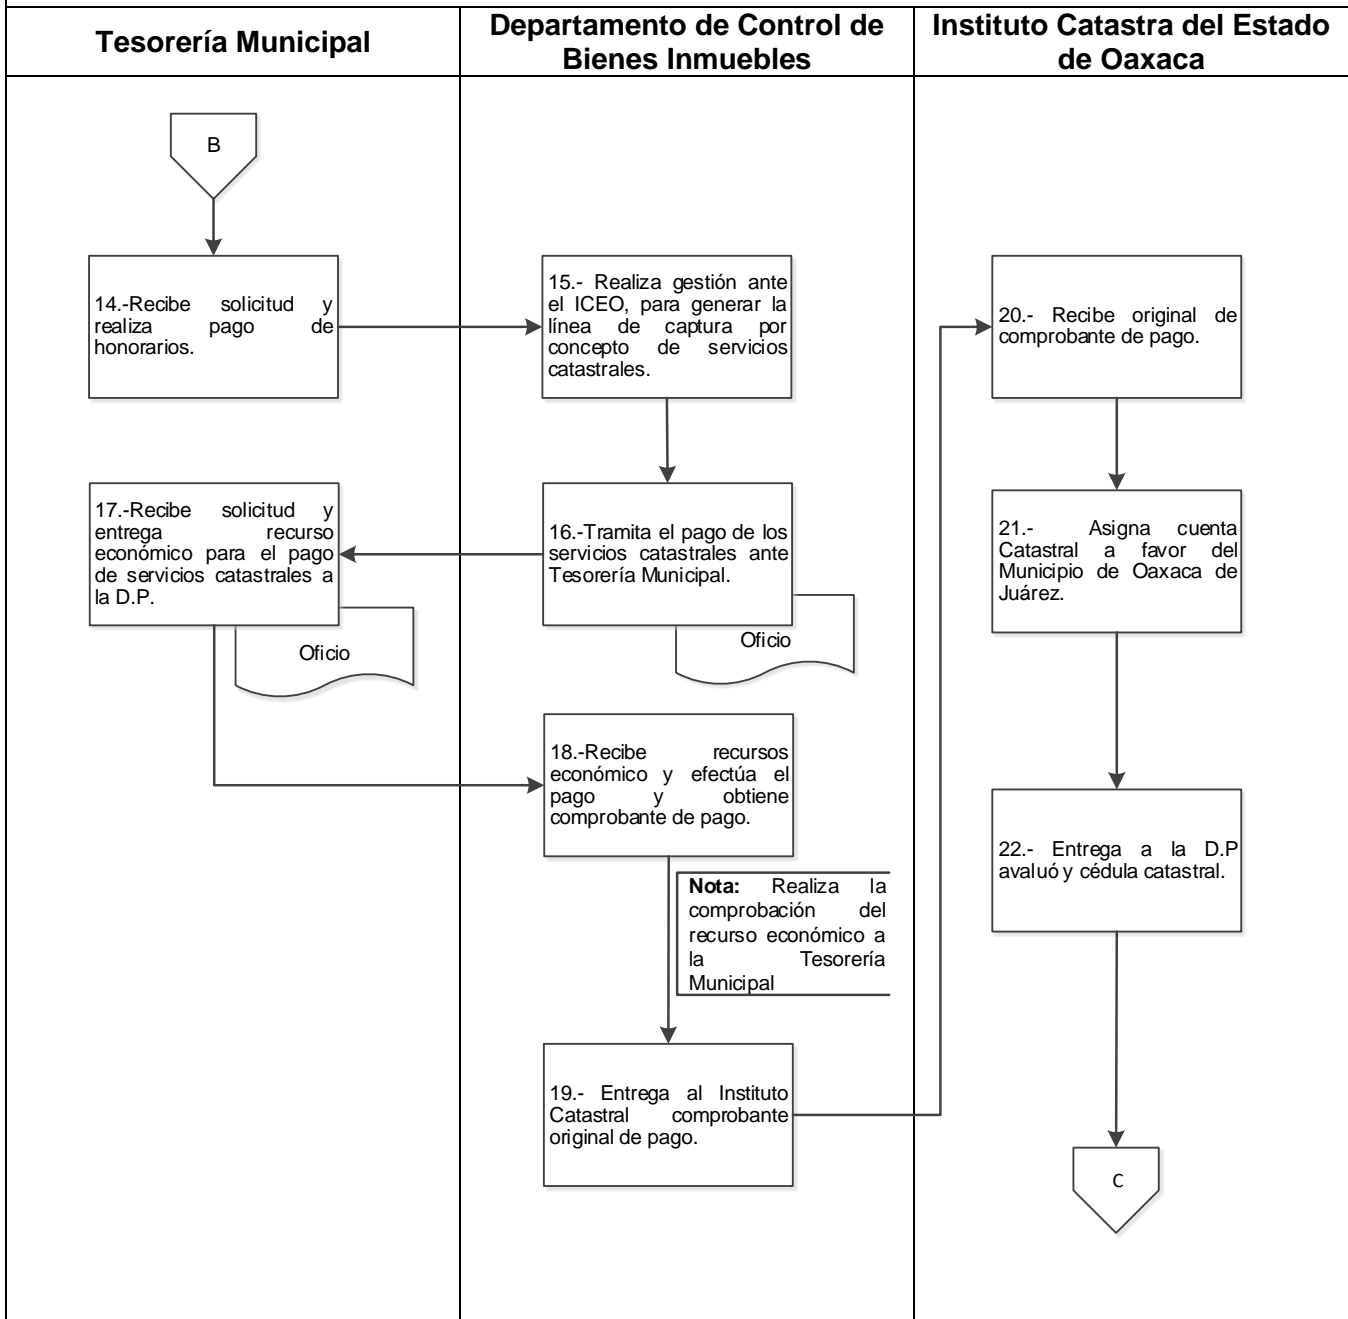 Tesorería Municipal
Departamento de Control de
Bienes Inmuebles
Instituto Catastra del Estado
de Oaxaca
B
14.-Recibe solicitud y
realiza pago de
honorarios.
15.- Realiza gestión ante
el ICEO, para generar la
línea de captura por
concepto de servicios
catastrales.
16.-Tramita el pago de los
servicios catastrales ante
Tesorería Municipal.
Oficio
17.-Recibe solicitud y
entrega recurso
económico para el pago
de servicios catastrales a
la D.P.
Oficio
18.-Recibe recursos
económico y efectúa el
pago y obtiene
comprobante de pago.
Nota: Realiza la
comprobación del
recurso económico a
la Tesorería
Municipal
19.- Entrega al Instituto
Catastral comprobante
original de pago.
20.- Recibe original de
comprobante de pago.
21.- Asigna cuenta
Catastral a favor del
Municipio de Oaxaca de
Juárez.
22.- Entrega a la D.P
avaluó y cédula catastral.
C